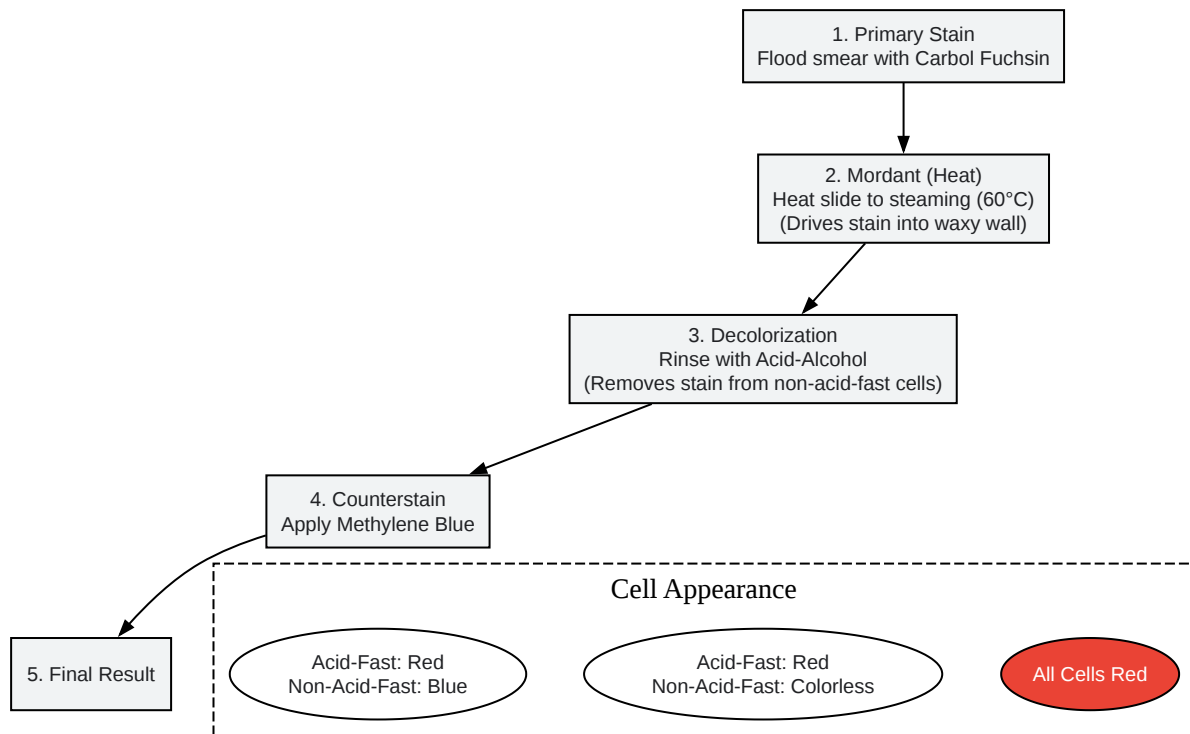 1. Primary Stain
Flood smear with Carbol Fuchsin
2. Mordant (Heat)
Heat slide to steaming (60°C)
(Drives stain into waxy wall)
3. Decolorization
Rinse with Acid-Alcohol
(Removes stain from non-acid-fast cells)
4. Counterstain
Apply Methylene Blue
Cell Appearance
5. Final Result
Acid-Fast: Red
Non-Acid-Fast: Blue
Acid-Fast: Red
Non-Acid-Fast: Colorless
All Cells Red